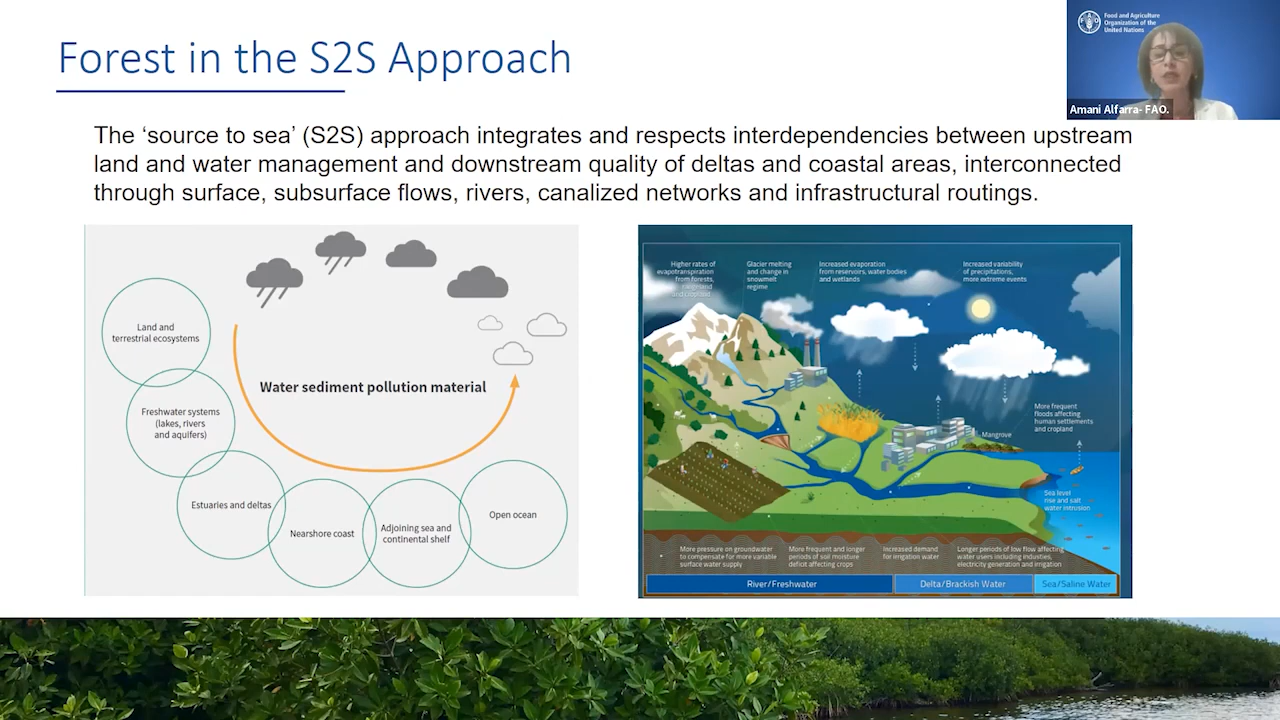 Forest in the S2S Approach
Food and Agriculture
Organization of the
United Nations
Amani Alfarra- FAO.
The ‘source to sea’ (S2S) approach integrates and respects interdependencies between upstream
land and water management and downstream quality of deltas and coastal areas, interconnected
through surface, subsurface flows, rivers, canalized networks and infrastructural routings.
Land and
terrestrial ecosystems
Freshwater systems
(lakes, rivers
and aquifers)
Estuaries and deltas
Nearshore coast
Adjoining sea and
continental shelf
Open ocean
Water sediment pollution material
Higher rates of
evapotranspiration
from forests,
rangeland
and cropland
Glacier melting
and change in
snowmelt
regime
Increased evaporation
from reservoirs, water bodies
and wetlands
Increased variability
of precipitations,
more extreme events
More frequent
floods affecting
human settlements
and cropland
Mangrove
Sea level
rise and salt
water intrusion
More pressure on groundwater
to compensate for more variable
surface water supply
More frequent and longer
periods of soil moisture
deficit affecting crops
Increased demand
for irrigation water
Longer periods of low flow affecting
water users including industies,
electricity generation and irrigation
River/Freshwater
Delta/Brackish Water
Sea/Saline Water